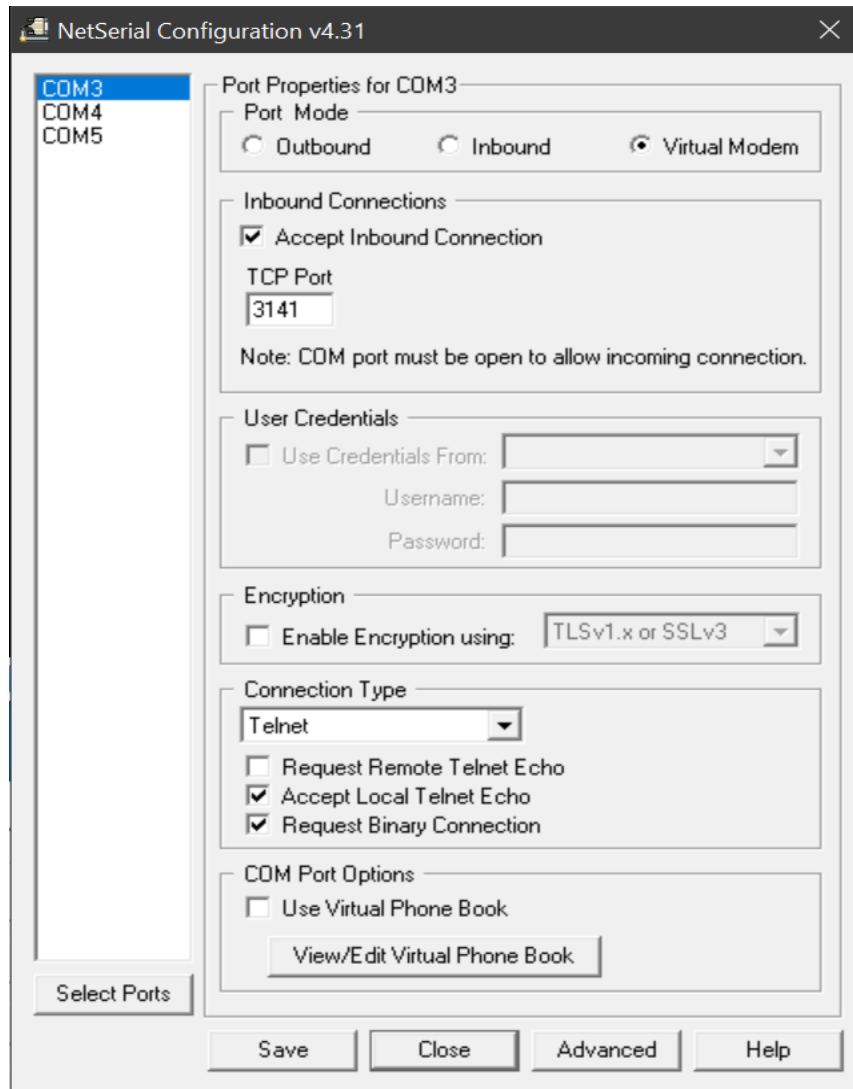 NetSerial Configuration v4.31
COM3
COM4
COM5
Select Ports
Port Properties for COM3
Port Mode
Outbound Inbound Virtual Modem
Inbound Connections
Accept Inbound Connection
TCP Port
3141
Note: COM port must be open to allow incoming connection.
User Credentials
Use Credentials From:
Username:
Password:
Encryption
Enable Encryption using: TLSv1.x or SSLv3
Connection Type
Telnet
Request Remote Telnet Echo
Accept Local Telnet Echo
Request Binary Connection
COM Port Options
Use Virtual Phone Book
View/Edit Virtual Phone Book
Save Close Advanced Help